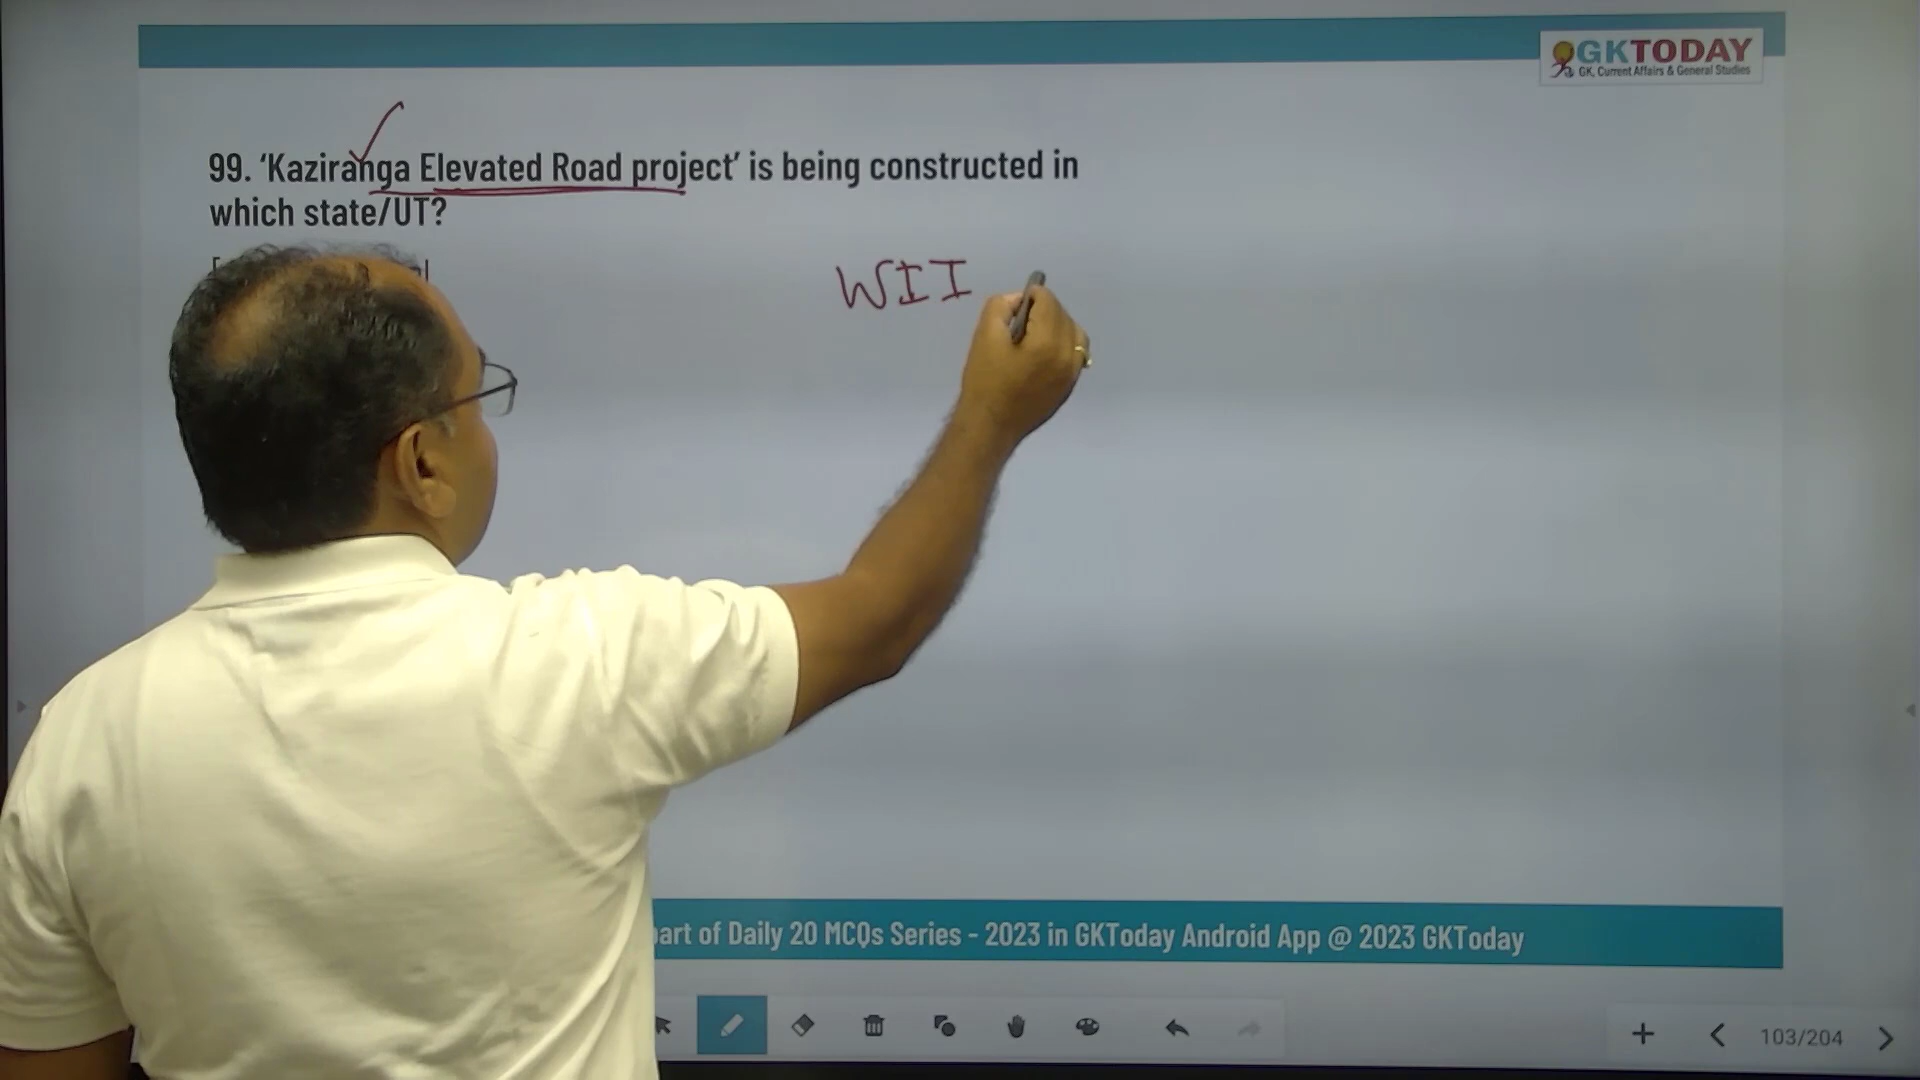 GKTODAY
GK, Current Affairs & General Studies
99. ‘Kaziranga Elevated Road project’ is being constructed in
which state/UT?
WII
part of Daily 20 MCQs Series - 2023 in GKToday Android App @ 2023 GKToday
103/204